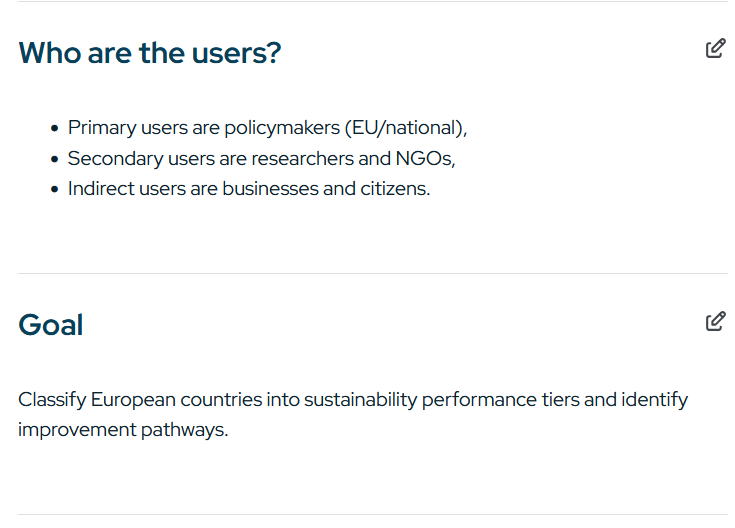 Who are the users?
• Primary users are policymakers (EU/national),
• Secondary users are researchers and NGOs,
• Indirect users are businesses and citizens.
Goal
Classify European countries into sustainability performance tiers and identify
improvement pathways.